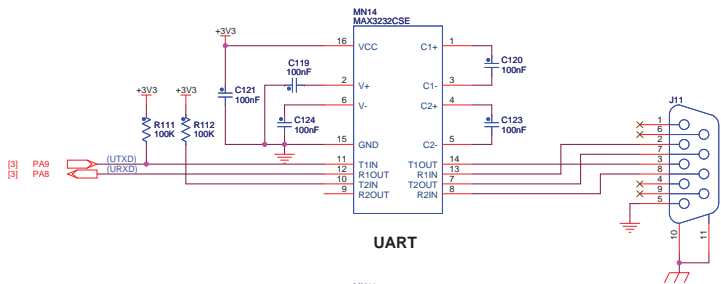 MN14
MAX3232CSE
+3V3
16 VCC C1+ 1
C119
100nF
C120
100nF
+3V3 +3V3
C121
100nF
2 V+ C1- 3
6 V- C2+ 4
J11
R111
100K
R112
100K
C124
100nF
C123
100nF
15 GND C2- 5
[3] PA9 (UTXD) 11 T1IN T1OUT 14
[3] PA8 (URXD) 12 R1OUT R1IN 13
10 T2IN T2OUT 7
9 R2OUT R2IN 8
1
6
2
7
3
8
4
9
5
10
11
UART